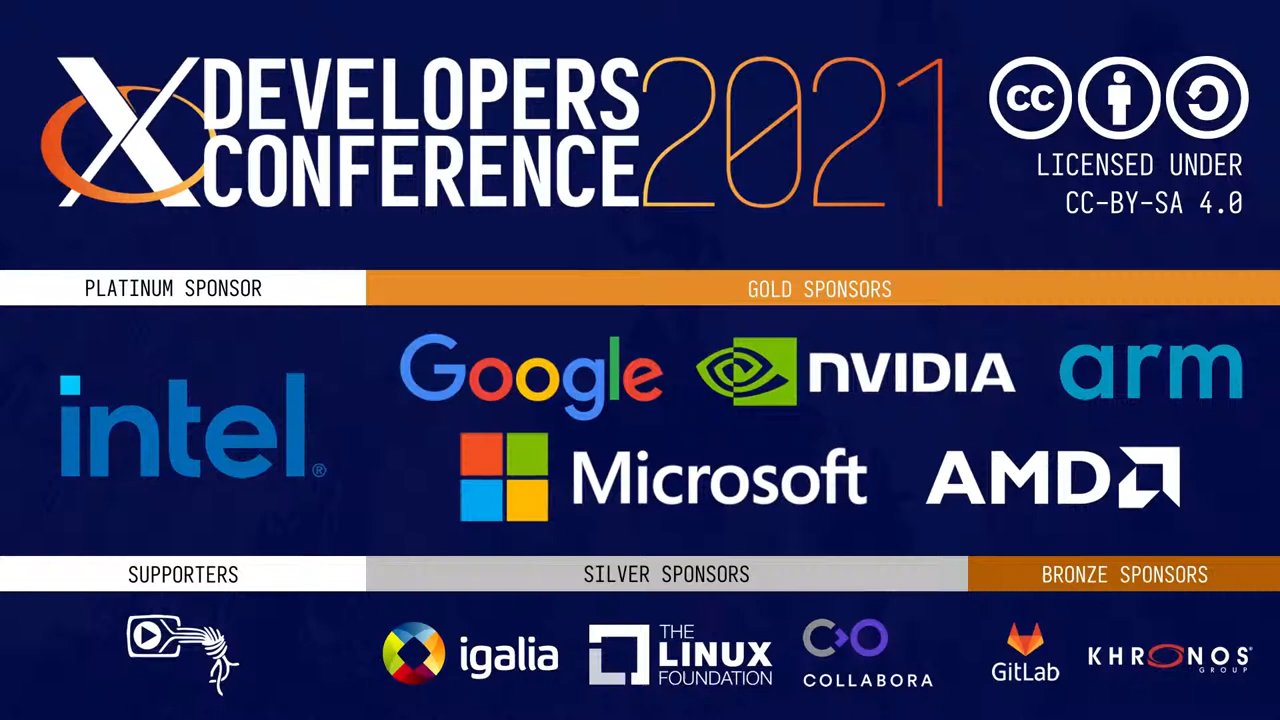 X DEVELOPERS
CONFERENCE 2021
cc
LICENSED UNDER
CC-BY-SA 4.0
PLATINUM SPONSOR
GOLD SPONSORS
intel®
Google
NVIDIA
arm
Microsoft
AMD
SUPPORTERS
SILVER SPONSORS
BRONZE SPONSORS
igalia
THE
LINUX
FOUNDATION
COLLABORA
GitLab
KHRONOS®
GROUP